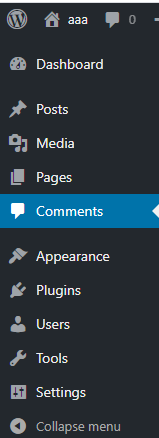 aaa 0
Dashboard
Posts
Media
Pages
Comments
Appearance
Plugins
Users
Tools
Settings
Collapse menu